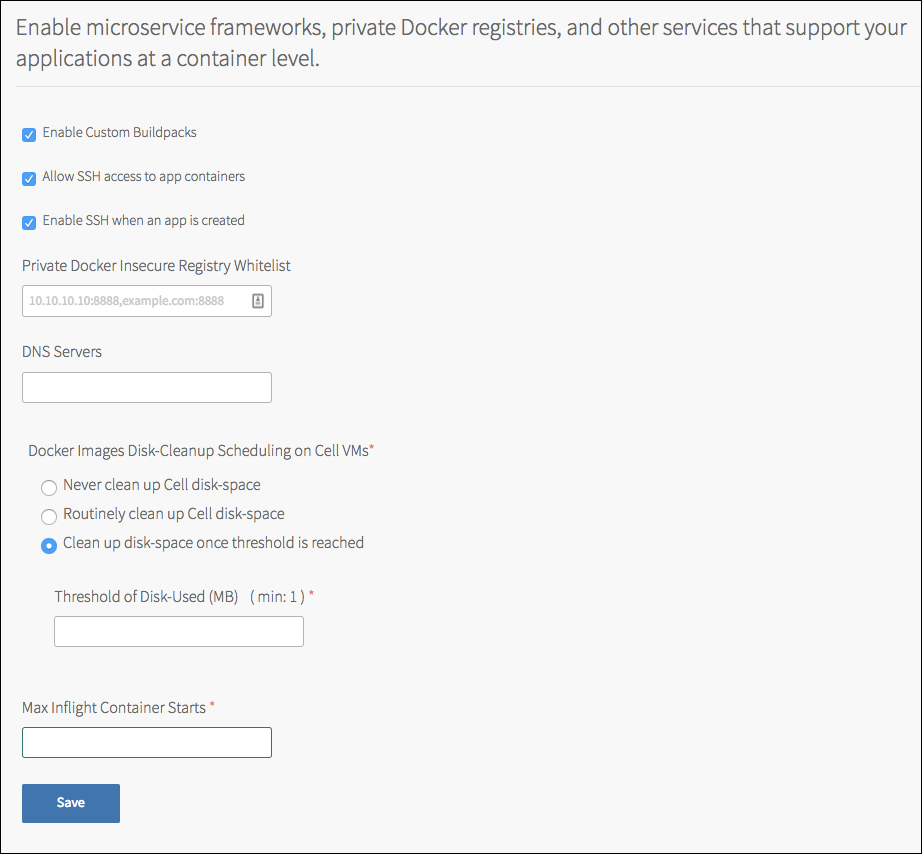 Enable microservice frameworks, private Docker registries, and other services that support your
applications at a container level.
Enable Custom Buildpacks
Allow SSH access to app containers
Enable SSH when an app is created
Private Docker Insecure Registry Whitelist
10.10.10.10:8888,example.com:8888
DNS Servers
Docker Images Disk-Cleanup Scheduling on Cell VMs*
Never clean up Cell disk-space
Routinely clean up Cell disk-space
Clean up disk-space once threshold is reached
Threshold of Disk-Used (MB) ( min: 1 ) *
Max Inflight Container Starts *
Save